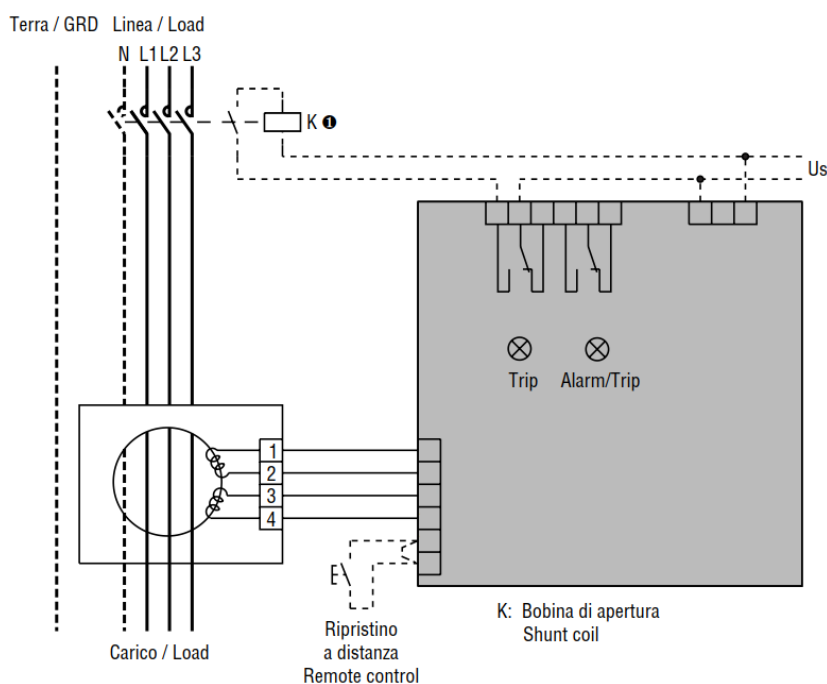 Terra / GRD Linea / Load
N L1 L2 L3
K ❶
Us
Trip Alarm/Trip
1
2
3
4
K: Bobina di apertura
Shunt coil
Ripristino
a distanza
Remote control
Carico / Load